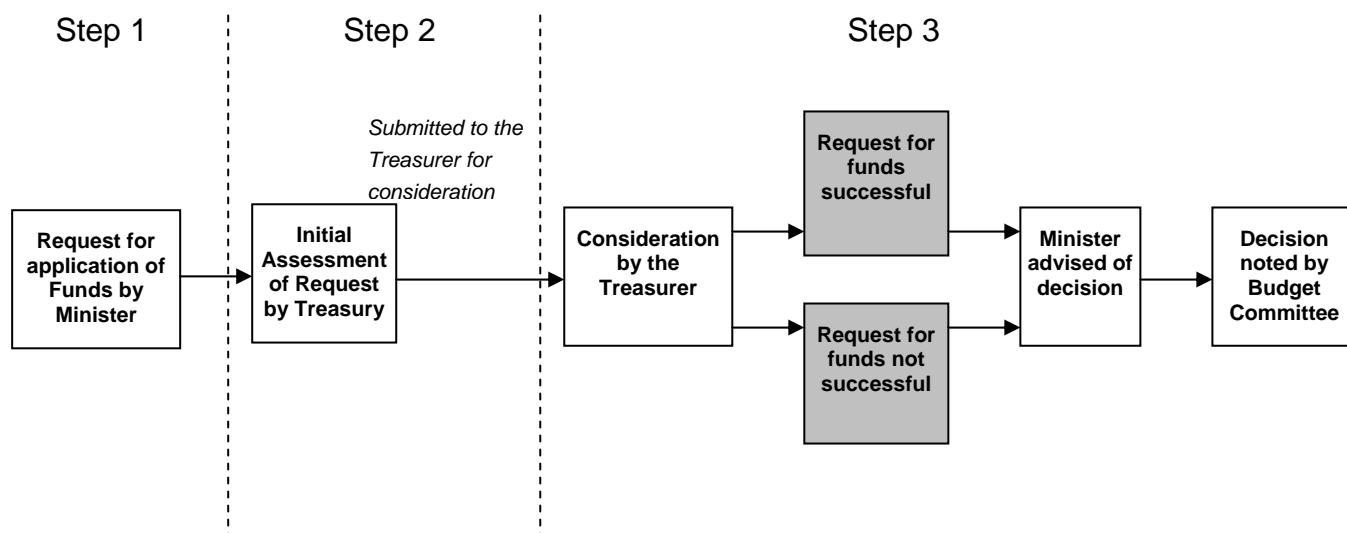 Step 1
Step 2
Step 3
Submitted to the
Treasurer for
consideration
Request for
application of
Funds by
Minister
Initial
Assessment
of Request
by Treasury
Consideration
by the
Treasurer
Request for
funds
successful
Request for
funds not
successful
Minister
advised of
decision
Decision
noted by
Budget
Committee